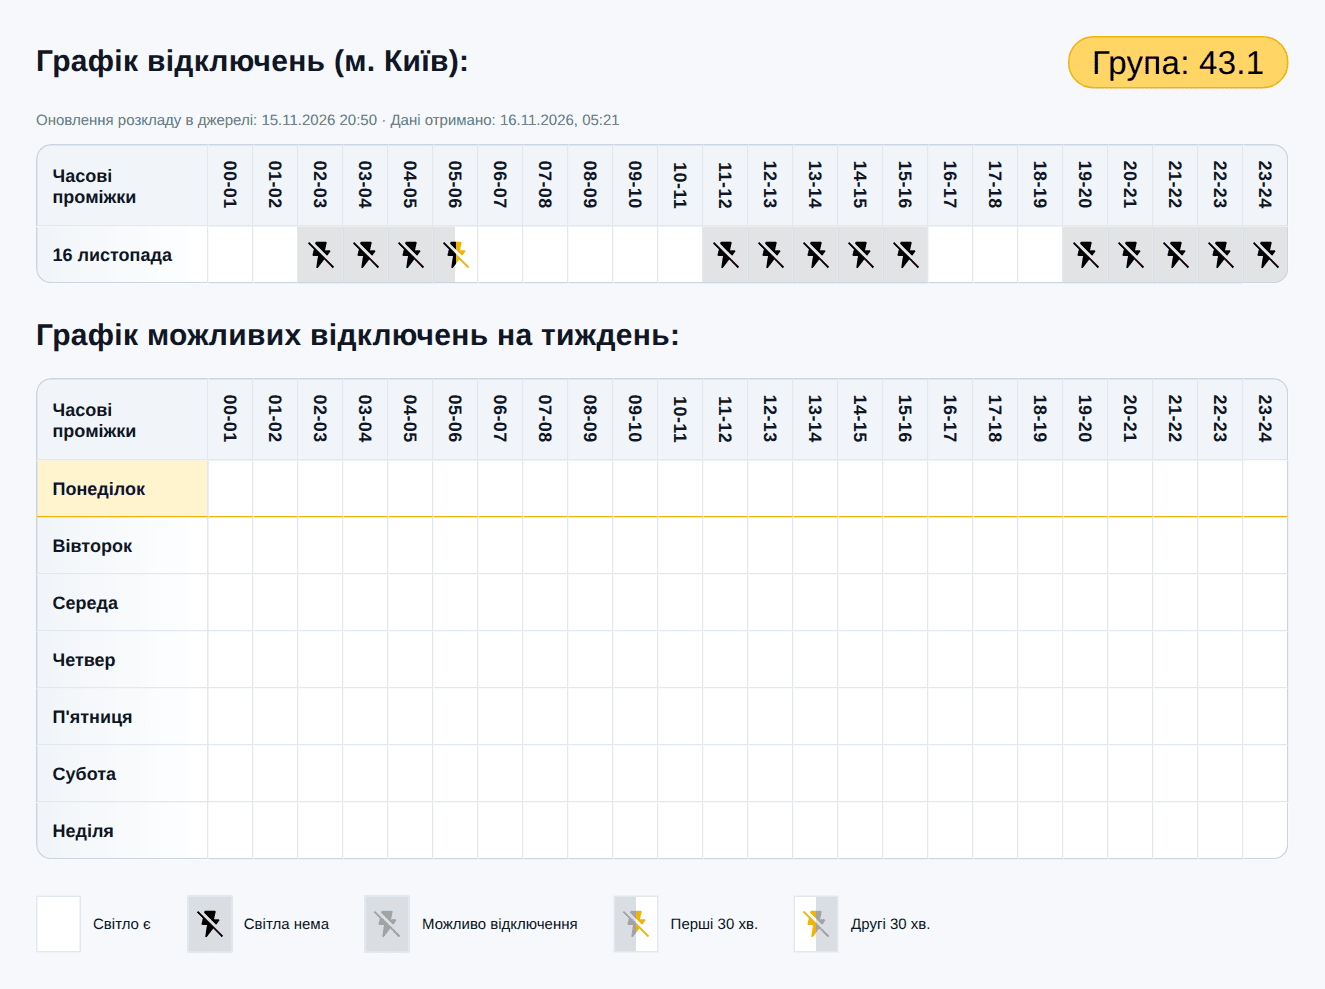 Графік відключень (м. Київ):
Група: 43.1
Оновлення розкладу в джерелі: 15.11.2026 20:50 · Дані отримано: 16.11.2026, 05:21
Часові проміжки 00-01 01-02 02-03 03-04 04-05 05-06 06-07 07-08 08-09 09-10 10-11 11-12 12-13 13-14 14-15 15-16 16-17 17-18 18-19 19-20 20-21 21-22 22-23 23-24
16 листопада
Графік можливих відключень на тиждень:
Часові проміжки 00-01 01-02 02-03 03-04 04-05 05-06 06-07 07-08 08-09 09-10 10-11 11-12 12-13 13-14 14-15 15-16 16-17 17-18 18-19 19-20 20-21 21-22 22-23 23-24
Понеділок
Вівторок
Середа
Четвер
П'ятниця
Субота
Неділя
Світло є Світла нема Можливо відключення Перші 30 хв. Другі 30 хв.